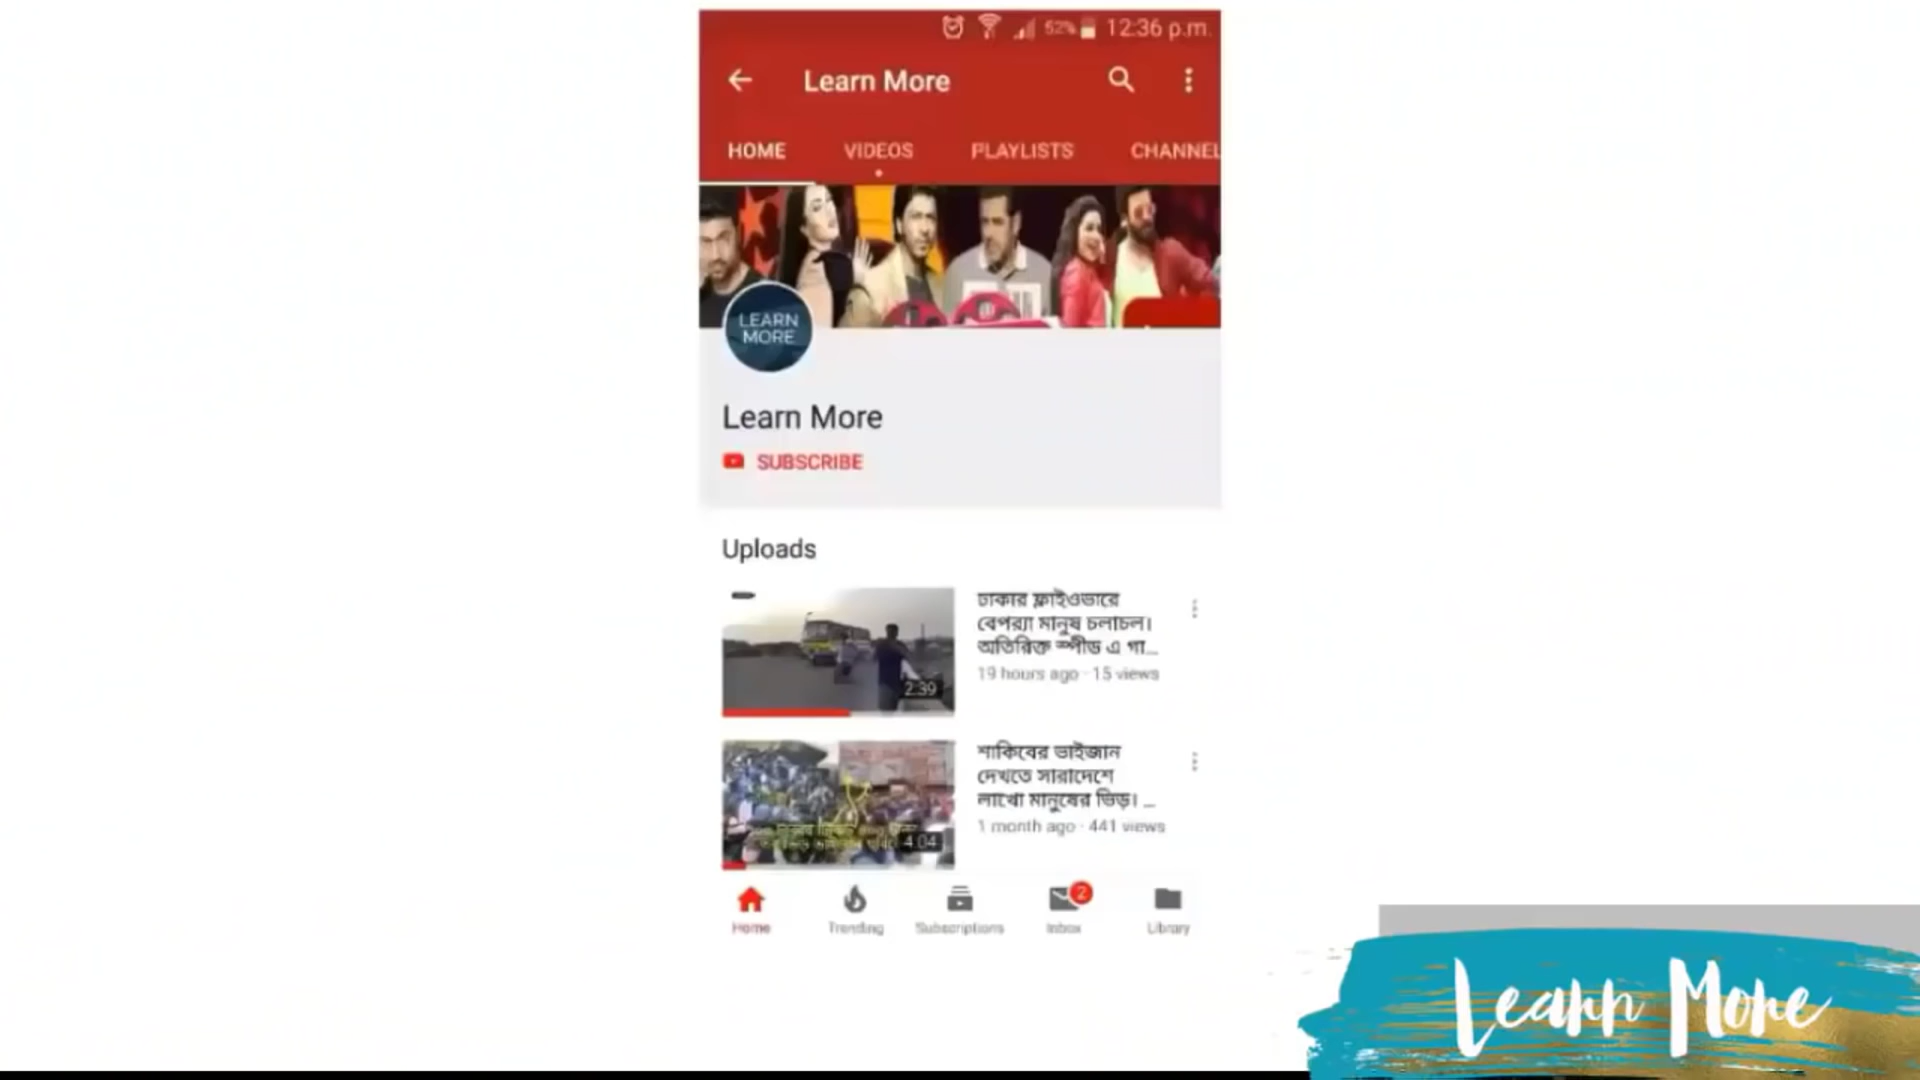 52% 12:36 p.m.
Learn More
HOME VIDEOS PLAYLISTS CHANNEL
LEARN
MORE
Learn More
SUBSCRIBE
Uploads
ঢাকার ফ্লাইওভারে
বেপর‍্যা মানুষ চলাচল।
অতিরিক্ত স্পীড এ গা...
19 hours ago · 15 views
2:39
শাকিবের ভাইজান
দেখতে সারাদেশে
লাখো মানুষের ভিড়। ...
1 month ago · 441 views
4:04
Home Trending Subscriptions Inbox 2 Library
Learn More